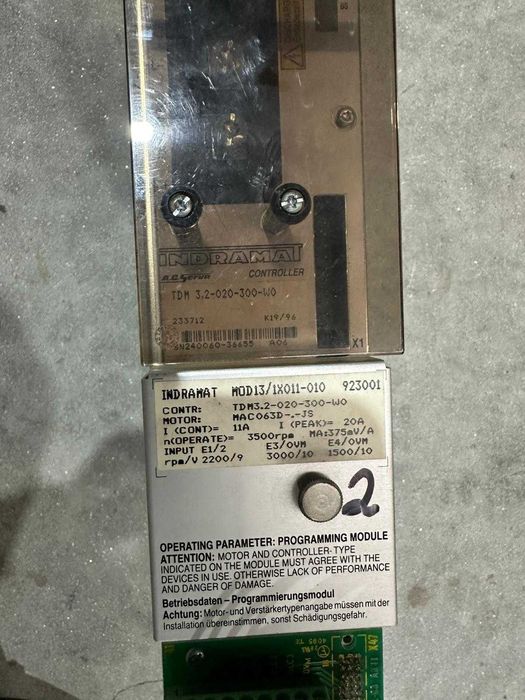 INDRAMAT
A.C. Servo CONTROLLER
TDM 3.2-020-300-W0
233712 K19/96
SN240060-36655 A06
X1
INDRAMAT MOD13/1X011-010 923001
CONTR: TDM3.2-020-300-W0
MOTOR: MAC063D-.-JS
I (CONT)= 11A I (PEAK)= 20A
n(OPERATE)= 3500rpm MA:375mV/A
INPUT E1/2 E3/0VM E4/0VM
rpm/V 2200/9 3000/10 1500/10
2
OPERATING PARAMETER: PROGRAMMING MODULE
ATTENTION: MOTOR AND CONTROLLER-TYPE
INDICATED ON THE MODULE MUST AGREE WITH THE
DEVICES IN USE. OTHERWISE LACK OF PERFORMANCE
AND DANGER OF DAMAGE.
Betriebsdaten – Programmierungsmodul
Achtung: Motor- und Verstärkertypenangabe müssen mit der
Installation übereinstimmen, sonst Schädigungsgefahr.
X47